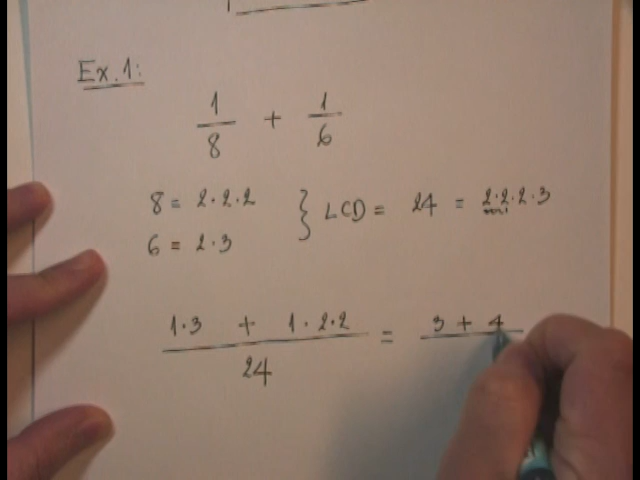 Ex. 1:
1/8 + 1/6
8 = 2·2·2 } LCD = 24 = 2·2·2·3
6 = 2·3
1·3 + 1·2·2 = 3 + 4
24